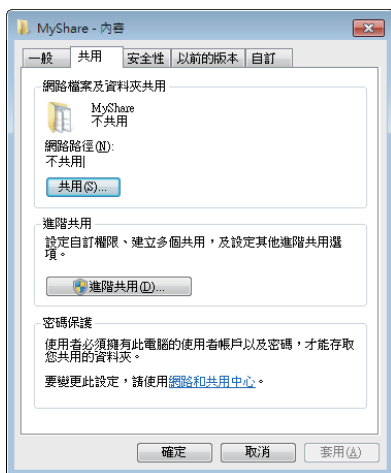 MyShare - 內容
一般 共用 安全性 以前的版本 自訂
網路檔案及資料夾共用
MyShare
不共用
網路路徑(N):
不共用
共用(S)...
進階共用
設定自訂權限、建立多個共用，及設定其他進階共用選
項。
進階共用(D)...
密碼保護
使用者必須擁有此電腦的使用者帳戶以及密碼，才能存取
您共用的資料夾。
要變更此設定，請使用網路和共用中心。
確定 取消 套用(A)